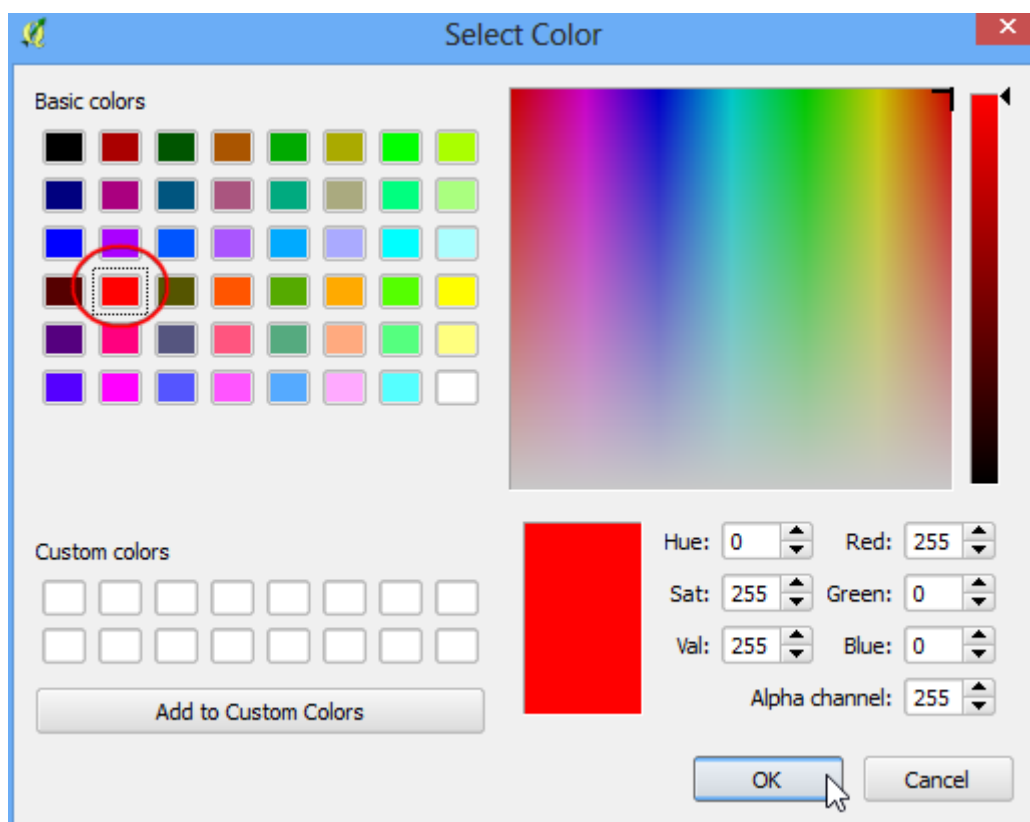 Select Color
Basic colors
Hue: 0 Red: 255
Custom colors
Sat: 255 Green: 0
Val: 255 Blue: 0
Add to Custom Colors
Alpha channel: 255
OK Cancel